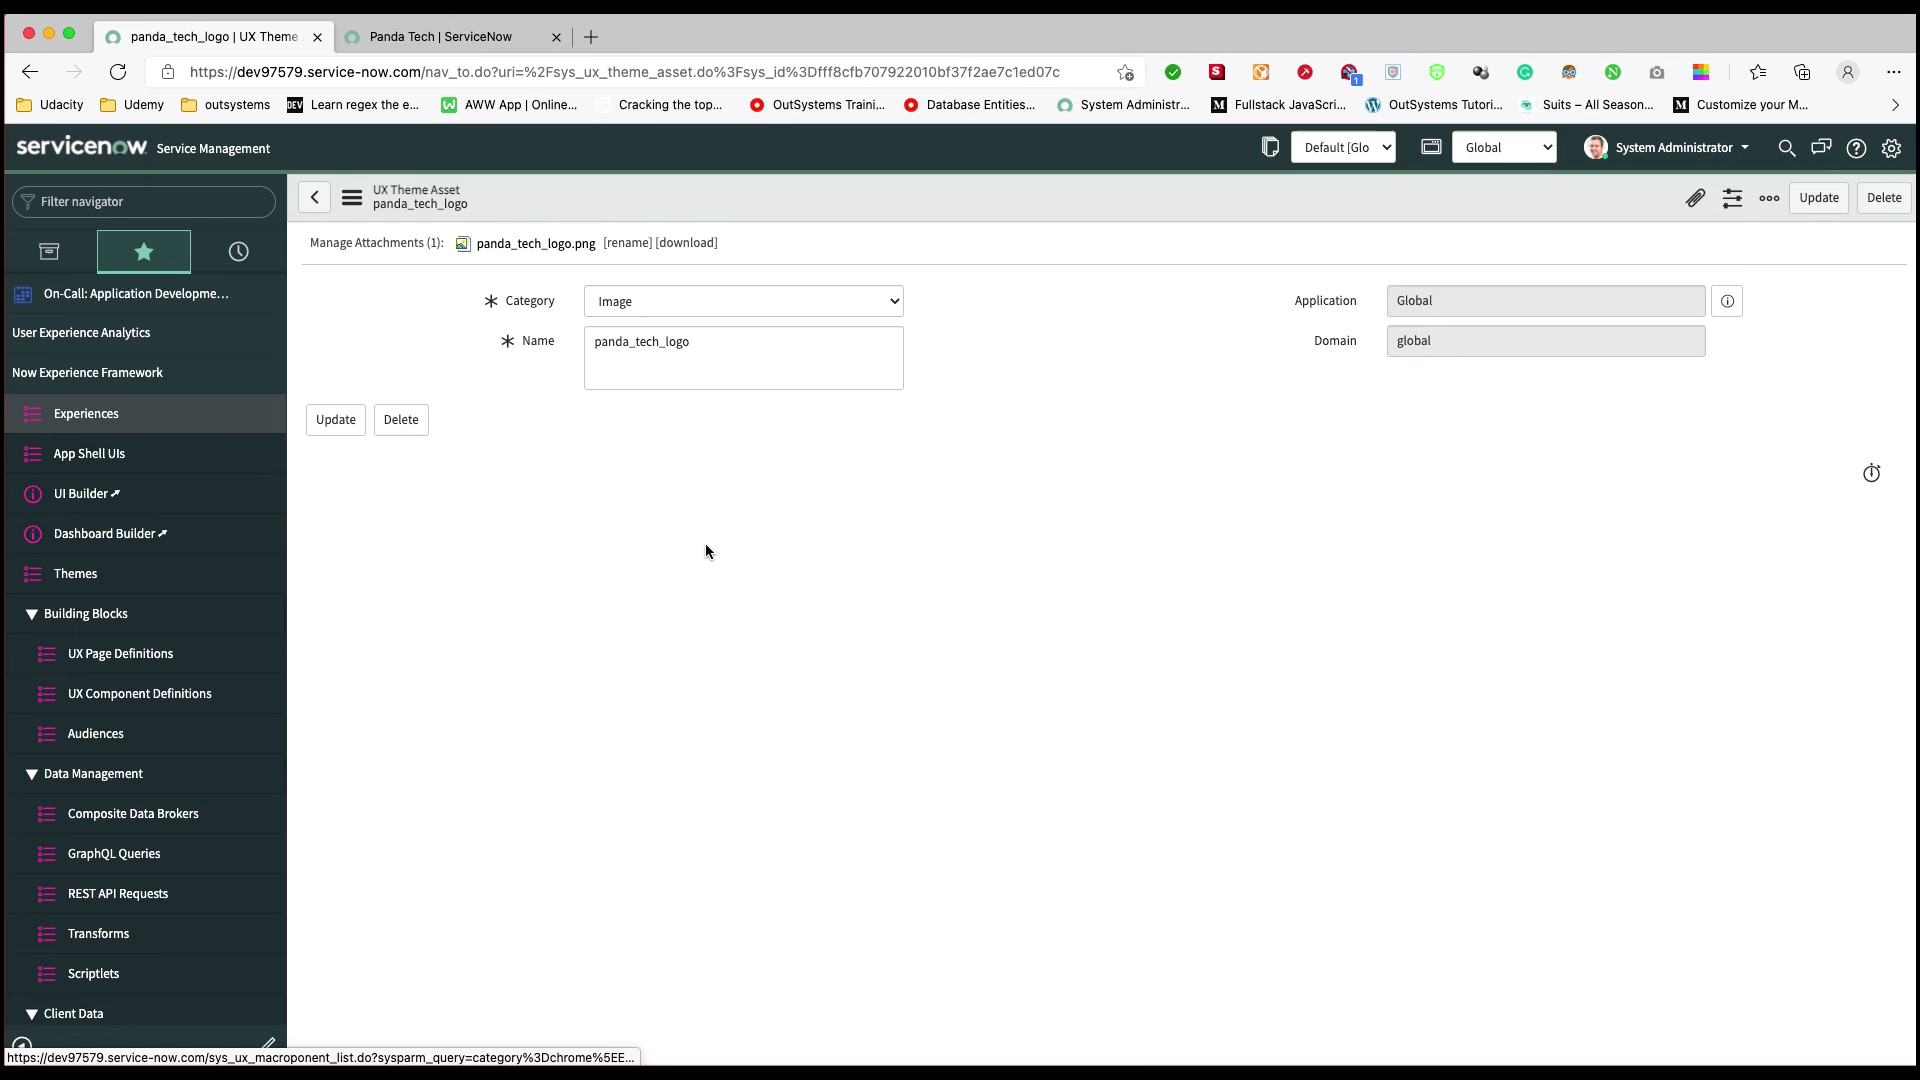 panda_tech_logo | UX Theme
Panda Tech | ServiceNow
https://dev97579.service-now.com/nav_to.do?uri=%2Fsys_ux_theme_asset.do%3Fsys_id%3Dfff8cfb707922010bf37f2ae7c1ed07c
1
Udacity
Udemy
outsystems
DEV Learn regex the e...
AWW App | Online...
Cracking the top...
OutSystems Traini...
Database Entities...
System Administr...
Fullstack JavaScri...
OutSystems Tutori...
Suits – All Season...
Customize your M...
servicenow Service Management
Default [Glo
Global
System Administrator
Filter navigator
UX Theme Asset
panda_tech_logo
Update
Delete
Manage Attachments (1): panda_tech_logo.png [rename] [download]
Category
Image
Application
Global
Name
panda_tech_logo
Domain
global
Update
Delete
On-Call: Application Developme...
User Experience Analytics
Now Experience Framework
Experiences
App Shell UIs
UI Builder
Dashboard Builder
Themes
Building Blocks
UX Page Definitions
UX Component Definitions
Audiences
Data Management
Composite Data Brokers
GraphQL Queries
REST API Requests
Transforms
Scriptlets
Client Data
https://dev97579.service-now.com/sys_ux_macroponent_list.do?sysparm_query=category%3Dchrome%5EE...